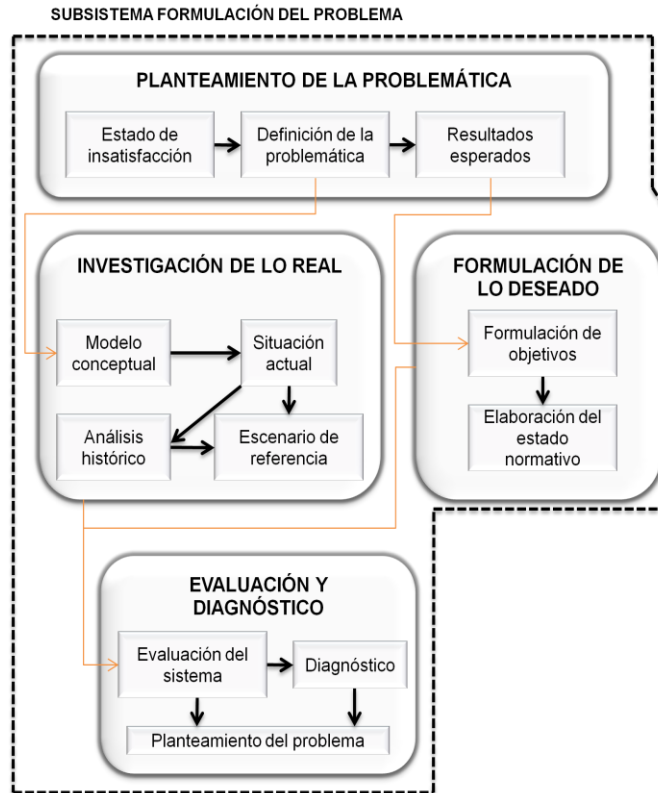 SUBSISTEMA FORMULACIÓN DEL PROBLEMA
PLANTEAMIENTO DE LA PROBLEMÁTICA
Estado de
insatisfacción
Definición de la
problemática
Resultados
esperados
INVESTIGACIÓN DE LO REAL
Modelo
conceptual
Situación
actual
Análisis
histórico
Escenario de
referencia
FORMULACIÓN DE
LO DESEADO
Formulación de
objetivos
Elaboración del
estado
normativo
EVALUACIÓN Y
DIAGNÓSTICO
Evaluación del
sistema
Diagnóstico
Planteamiento del problema